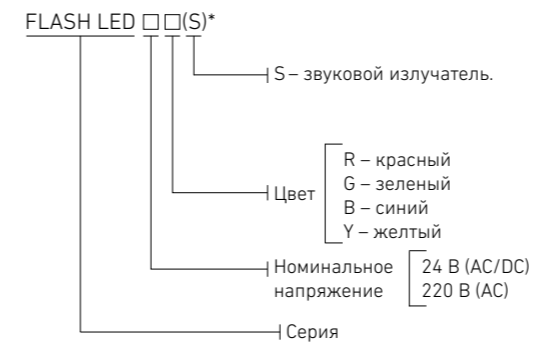 FLASH LED □ □(S)*
S – звуковой излучатель.
Цвет
R – красный
G – зеленый
B – синий
Y – желтый
Номинальное напряжение
24 В (AC/DC)
220 В (AC)
Серия